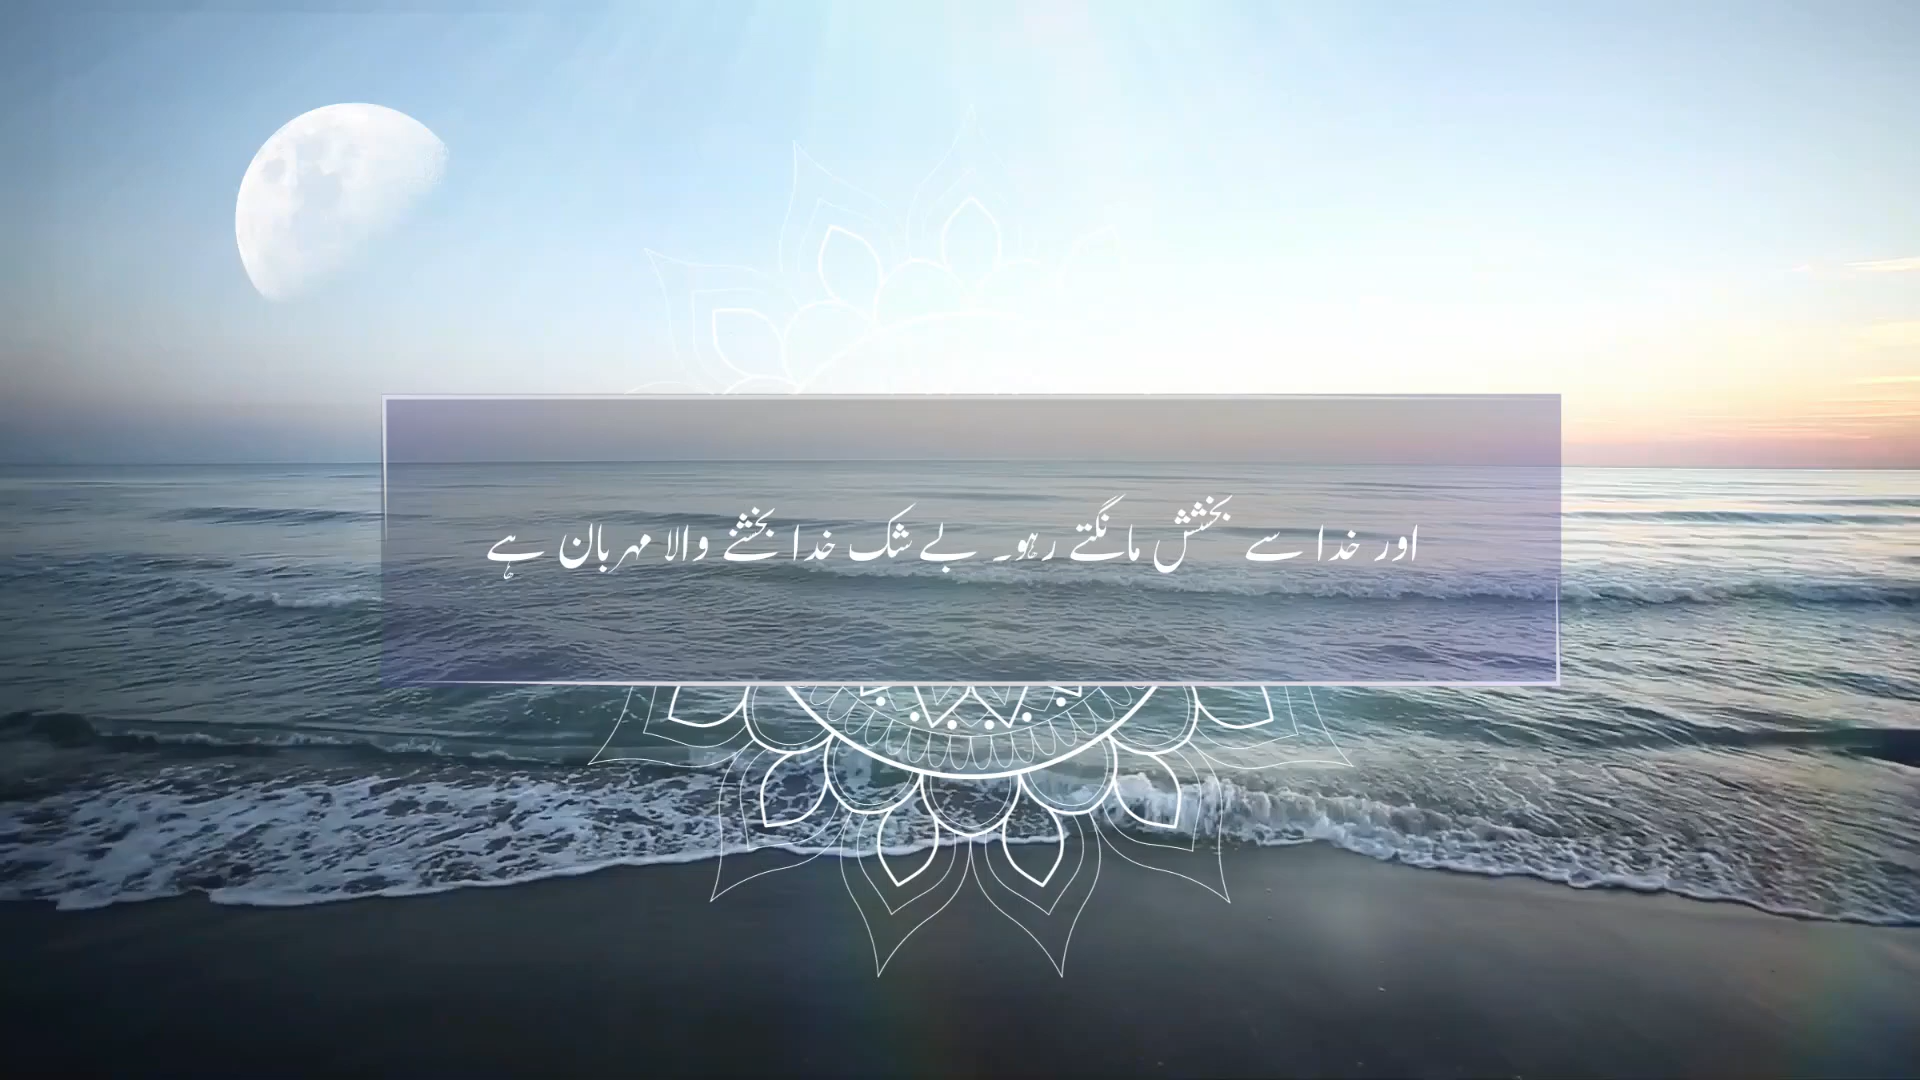 اور خدا سے بخشش مانگتے رہو۔ بے شک خدا بخشنے والا مہربان ہے